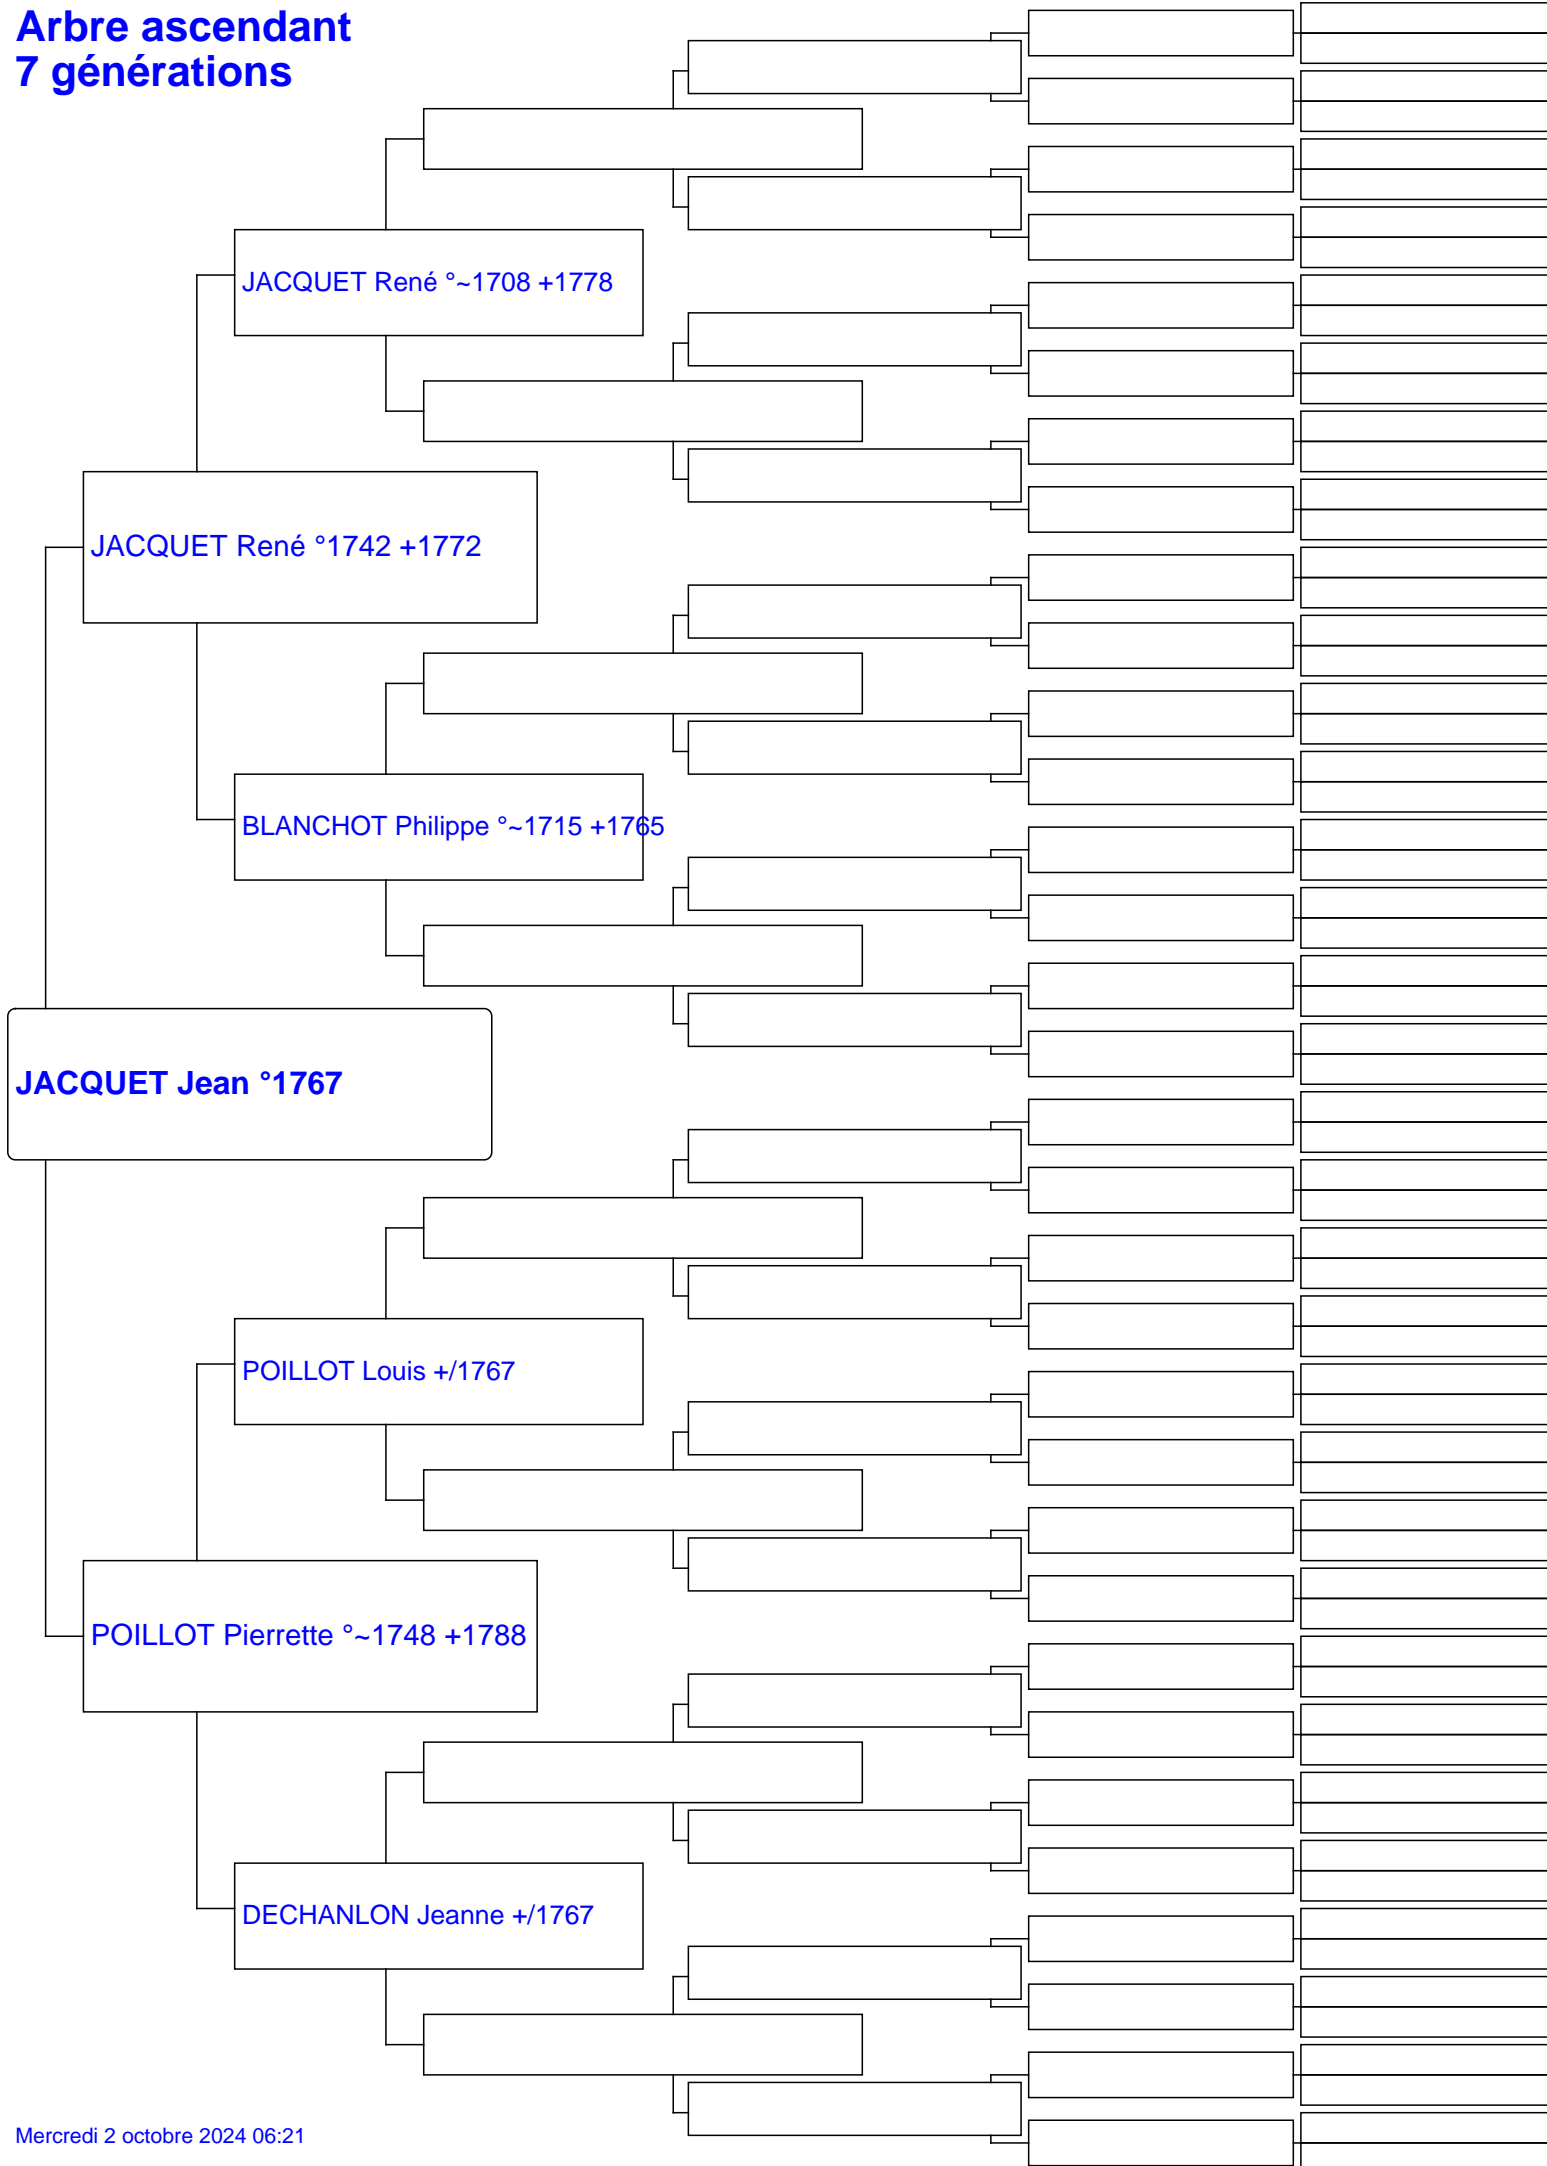 Arbre ascendant
7 générations
JACQUET René °~1708 +1778
JACQUET René °1742 +1772
BLANCHOT Philippe °~1715 +1765
JACQUET Jean °1767
POILLOT Louis +/1767
POILLOT Pierrette °~1748 +1788
DECHANLON Jeanne +/1767
Mercredi 2 octobre 2024 06:21